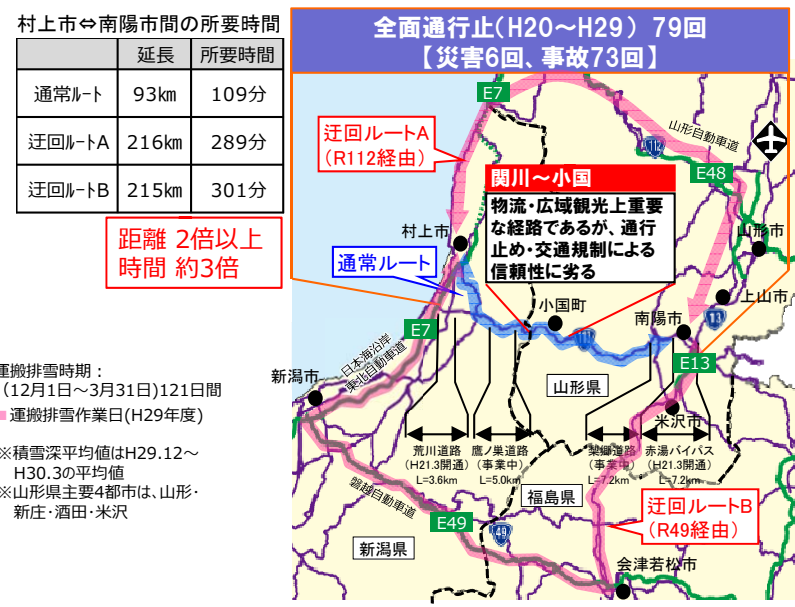 村上市⇔南陽市間の所要時間
延長 所要時間
通常ルート 93km 109分
迂回ルートA 216km 289分
迂回ルートB 215km 301分
距離 2倍以上
時間 約3倍
全面通行止(H20～H29) 79回
【災害6回、事故73回】
E7
迂回ルートA
(R112経由)
山形自動車道
112
E48
関川～小国
物流・広域観光上重要
な経路であるが、通行
止め・交通規制による
信頼性に劣る
村上市
山形市
通常ルート
上山市
小国町
13
南陽市
E7
113
E13
日本海沿岸
東北自動車道
新潟市
山形県
米沢市
運搬排雪時期：
(12月1日～3月31日)121日間
運搬排雪作業日(H29年度)
※積雪深平均値はH29.12～
H30.3の平均値
※山形県主要4都市は、山形・
新庄・酒田・米沢
荒川道路
(H21.3開通)
L=3.6km
鷹ノ巣道路
(事業中)
L=5.0km
梨郷道路
(事業中)
L=7.2km
赤湯バイパス
(H21.3開通)
L=7.2km
磐越自動車道
福島県
迂回ルートB
(R49経由)
E49
49
新潟県
会津若松市